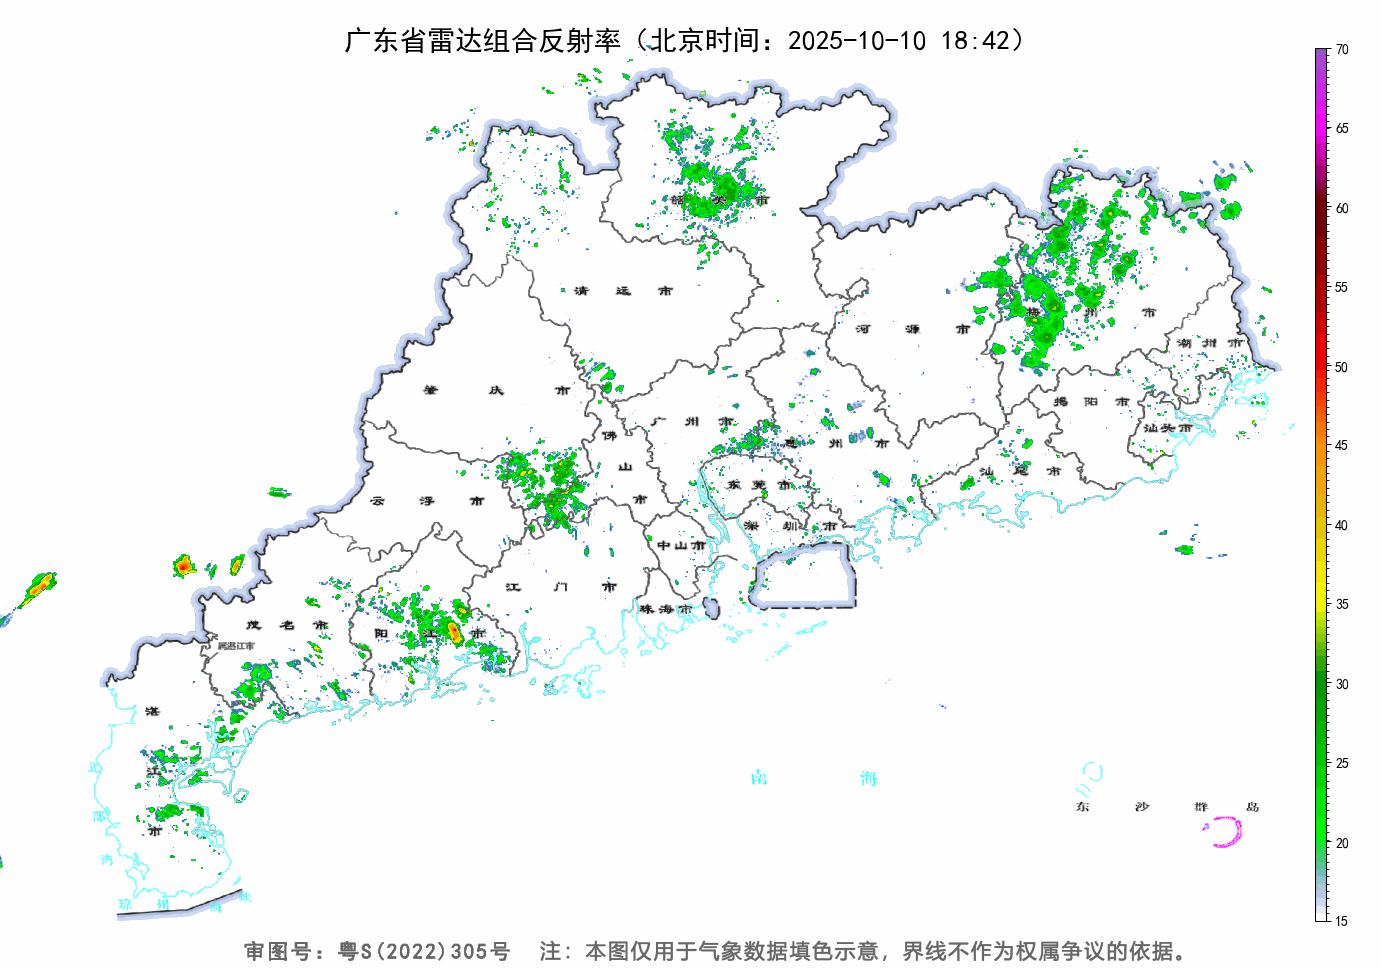 广东省雷达组合反射率（北京时间：2025-10-10 18:42）
70
65
60
55
50
45
40
35
30
25
20
15
韶关市
清远市
河源市
梅州市
潮州市
肇庆市
广州市
佛山市
惠州市
揭阳市
汕头市
汕尾市
云浮市
东莞市
深圳市
中山市
江门市
珠海市
茂名市
阳江市
属湛江市
湛江市
北部湾
南海
东沙群岛
琼州海峡
审图号：粤S(2022)305号 注：本图仅用于气象数据填色示意，界线不作为权属争议的依据。